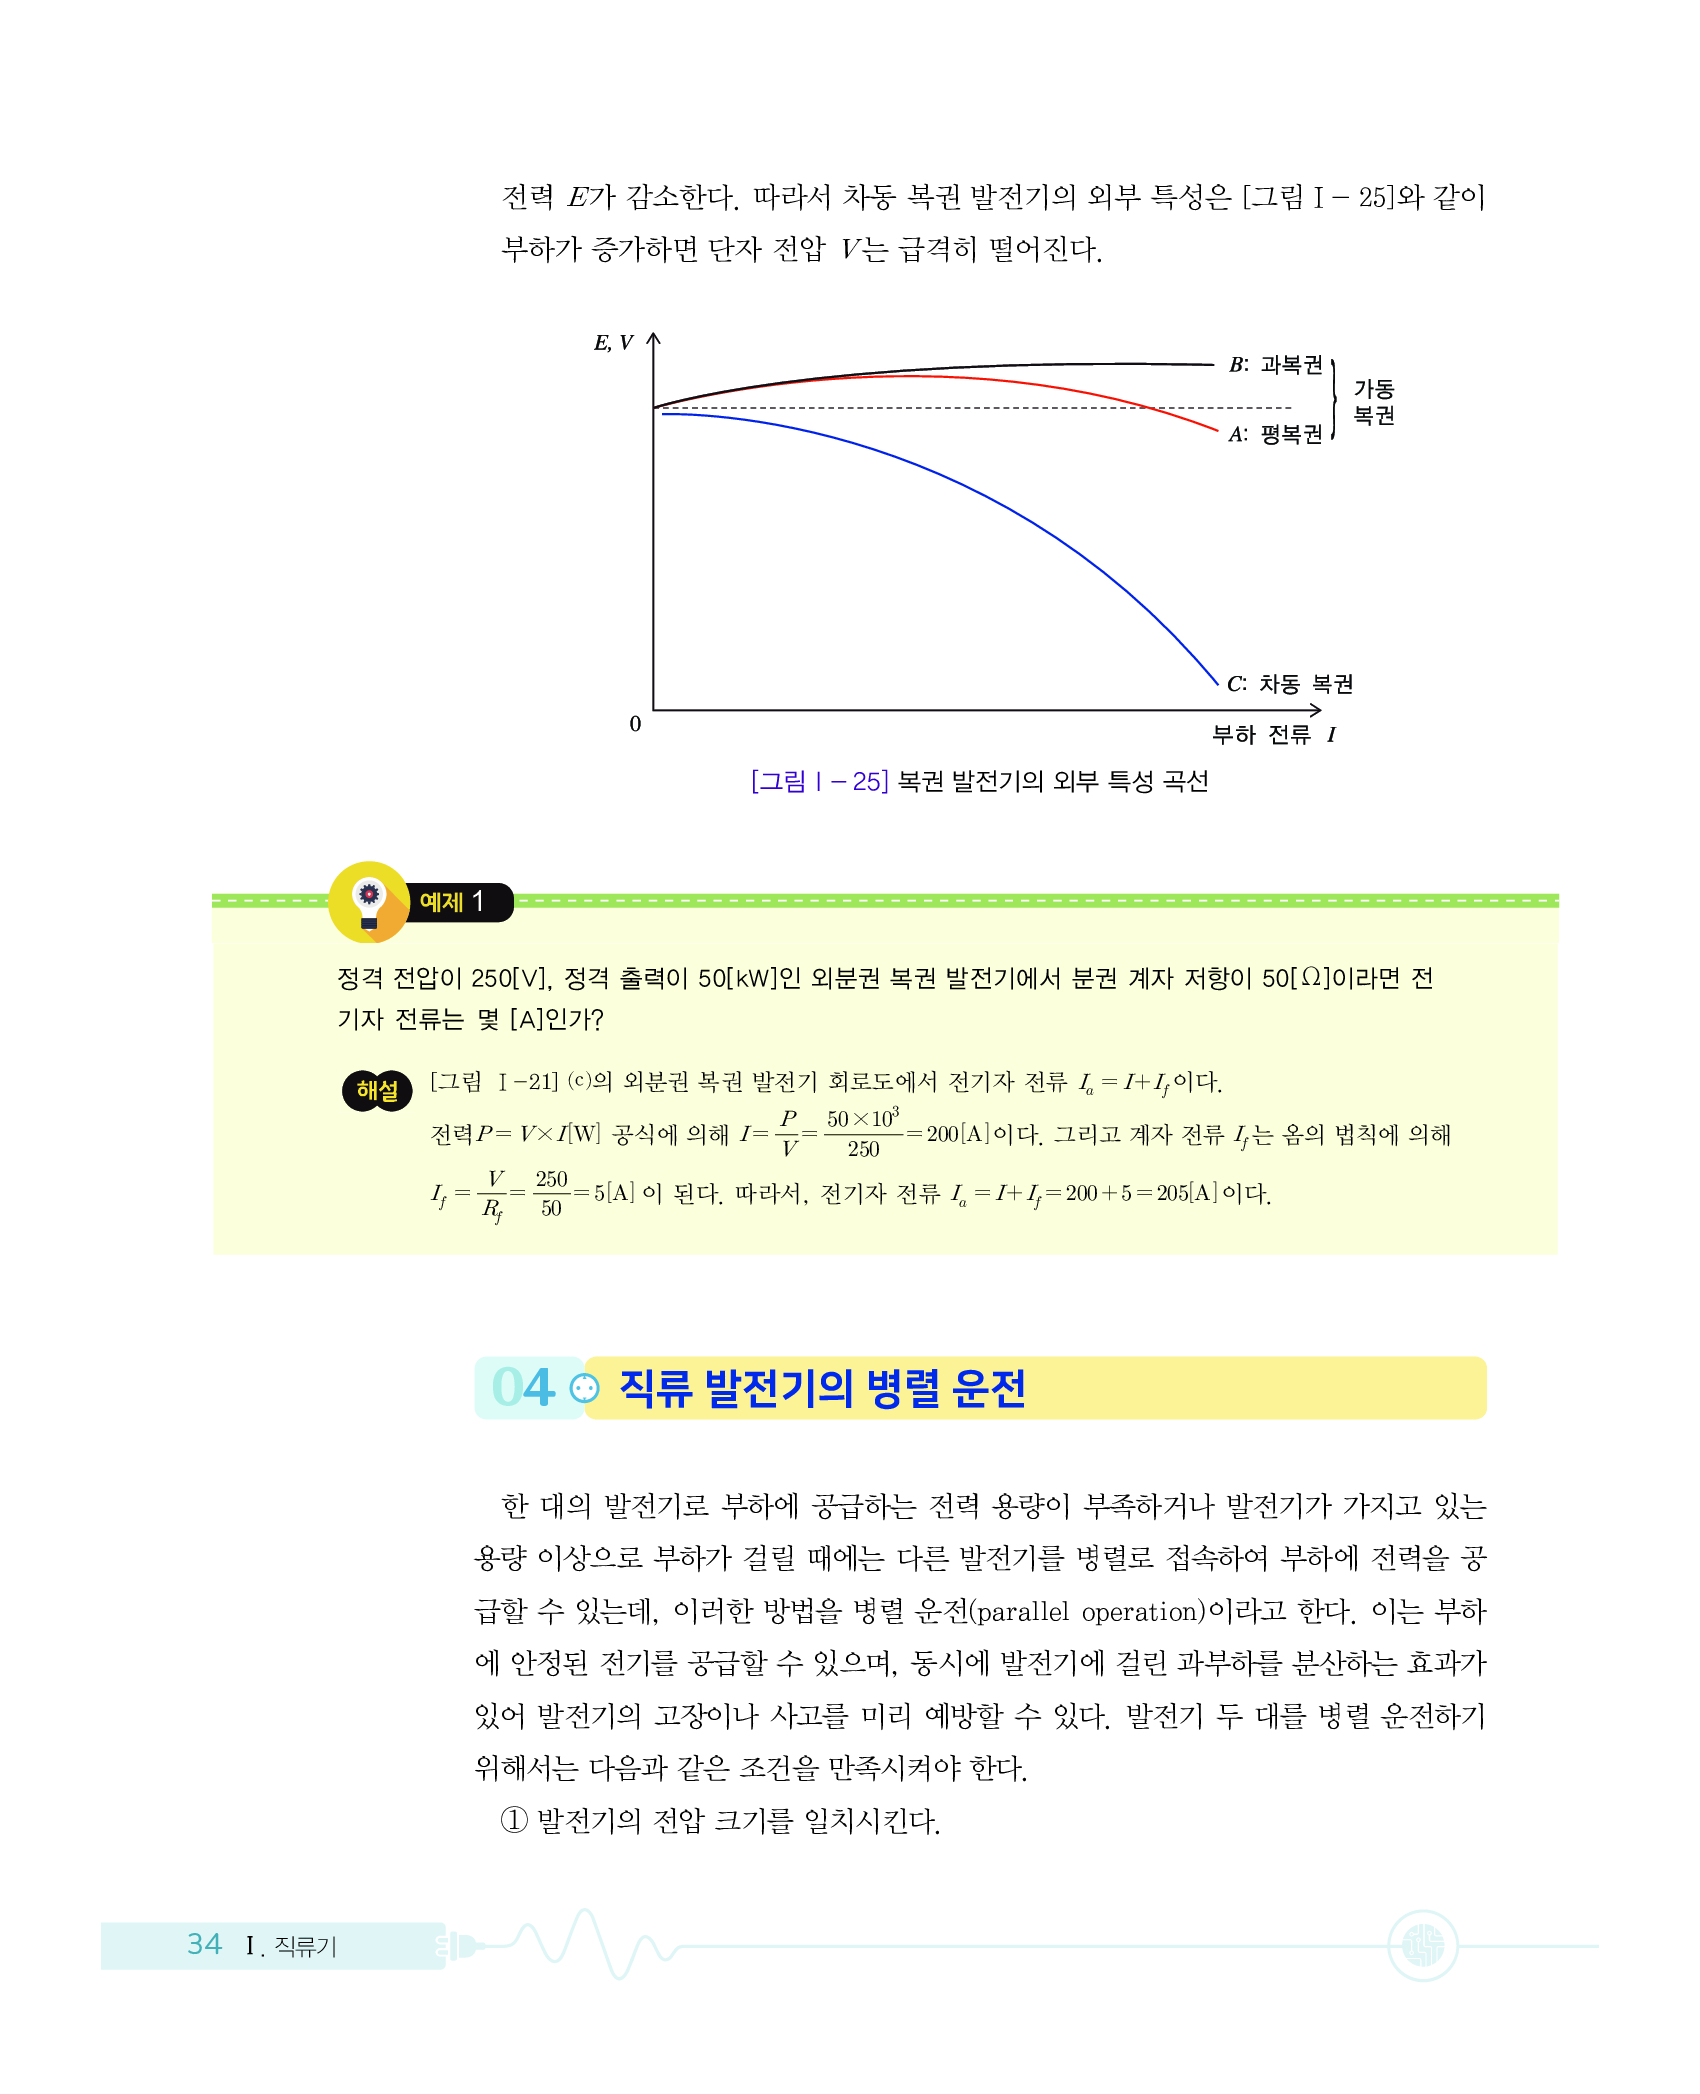 전력 E가 감소한다. 따라서 차동 복권 발전기의 외부 특성은 [그림 Ⅰ- 25]와 같이
부하가 증가하면 단자 전압 V는 급격히 떨어진다.
E, V
B: 과복권
가동
복권
A: 평복권
C: 차동 복권
0
부하 전류 I
[그림 Ⅰ- 25] 복권 발전기의 외부 특성 곡선
예제 1
정격 전압이 250[V], 정격 출력이 50[kW]인 외분권 복권 발전기에서 분권 계자 저항이 50[Ω]이라면 전
기자 전류는 몇 [A]인가?
해설
[그림 Ⅰ-21] (c)의 외분권 복권 발전기 회로도에서 전기자 전류 I_a = I+I_f 이다.
전력 P = V×I[W] 공식에 의해 I = P/V = 50×10³/250 = 200[A]이다. 그리고 계자 전류 I_f는 옴의 법칙에 의해
I_f = V/R_f = 250/50 = 5[A] 이 된다. 따라서, 전기자 전류 I_a = I+I_f = 200+5 = 205[A]이다.
04 직류 발전기의 병렬 운전
한 대의 발전기로 부하에 공급하는 전력 용량이 부족하거나 발전기가 가지고 있는
용량 이상으로 부하가 걸릴 때에는 다른 발전기를 병렬로 접속하여 부하에 전력을 공
급할 수 있는데, 이러한 방법을 병렬 운전(parallel operation)이라고 한다. 이는 부하
에 안정된 전기를 공급할 수 있으며, 동시에 발전기에 걸린 과부하를 분산하는 효과가
있어 발전기의 고장이나 사고를 미리 예방할 수 있다. 발전기 두 대를 병렬 운전하기
위해서는 다음과 같은 조건을 만족시켜야 한다.
① 발전기의 전압 크기를 일치시킨다.
34 Ⅰ. 직류기